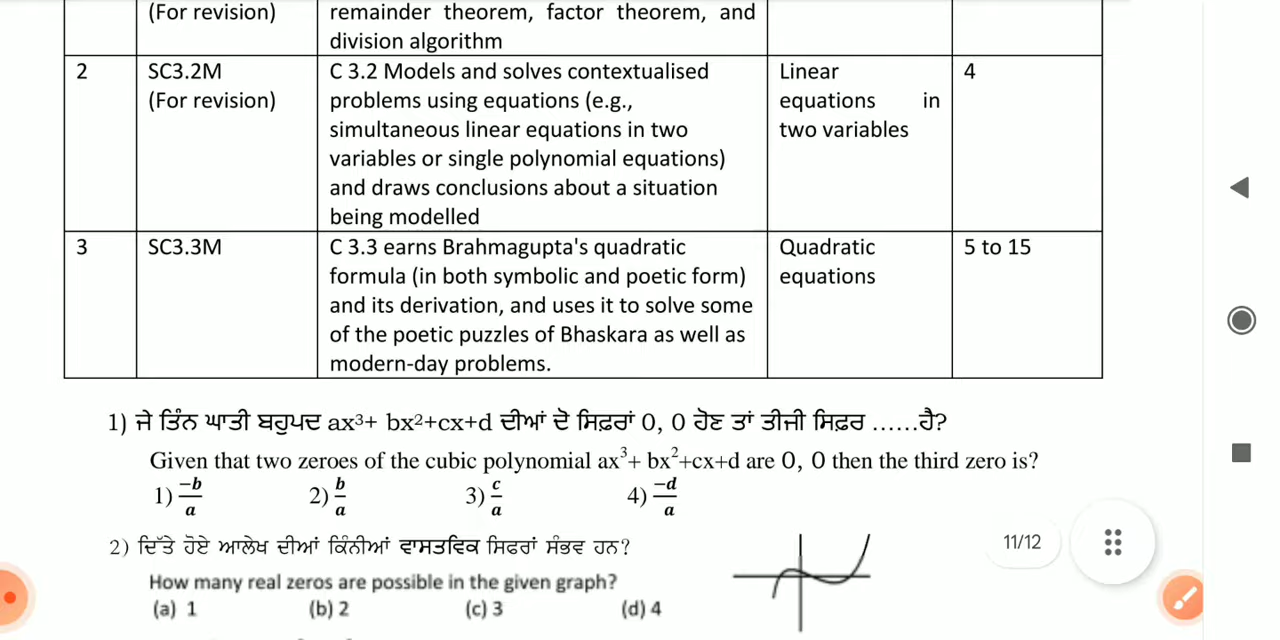 (For revision) remainder theorem, factor theorem, and
division algorithm
2 SC3.2M C 3.2 Models and solves contextualised Linear 4
(For revision) problems using equations (e.g., equations in
simultaneous linear equations in two two variables
variables or single polynomial equations)
and draws conclusions about a situation
being modelled
3 SC3.3M C 3.3 earns Brahmagupta's quadratic Quadratic 5 to 15
formula (in both symbolic and poetic form) equations
and its derivation, and uses it to solve some
of the poetic puzzles of Bhaskara as well as
modern-day problems.
1) ਜੇ ਤਿੰਨ ਘਾਤੀ ਬਹੁਪਦ ax³+ bx²+cx+d ਦੀਆਂ ਦੋ ਸਿਫ਼ਰਾਂ 0, 0 ਹੋਣ ਤਾਂ ਤੀਜੀ ਸਿਫ਼ਰ ......ਹੈ?
Given that two zeroes of the cubic polynomial ax³+ bx²+cx+d are 0, 0 then the third zero is?
1) -b/a 2) b/a 3) c/a 4) -d/a
2) ਦਿੱਤੇ ਹੋਏ ਆਲੇਖ ਦੀਆਂ ਕਿੰਨੀਆਂ ਵਾਸਤਵਿਕ ਸਿਫਰਾਂ ਸੰਭਵ ਹਨ?
11/12
How many real zeros are possible in the given graph?
(a) 1 (b) 2 (c) 3 (d) 4